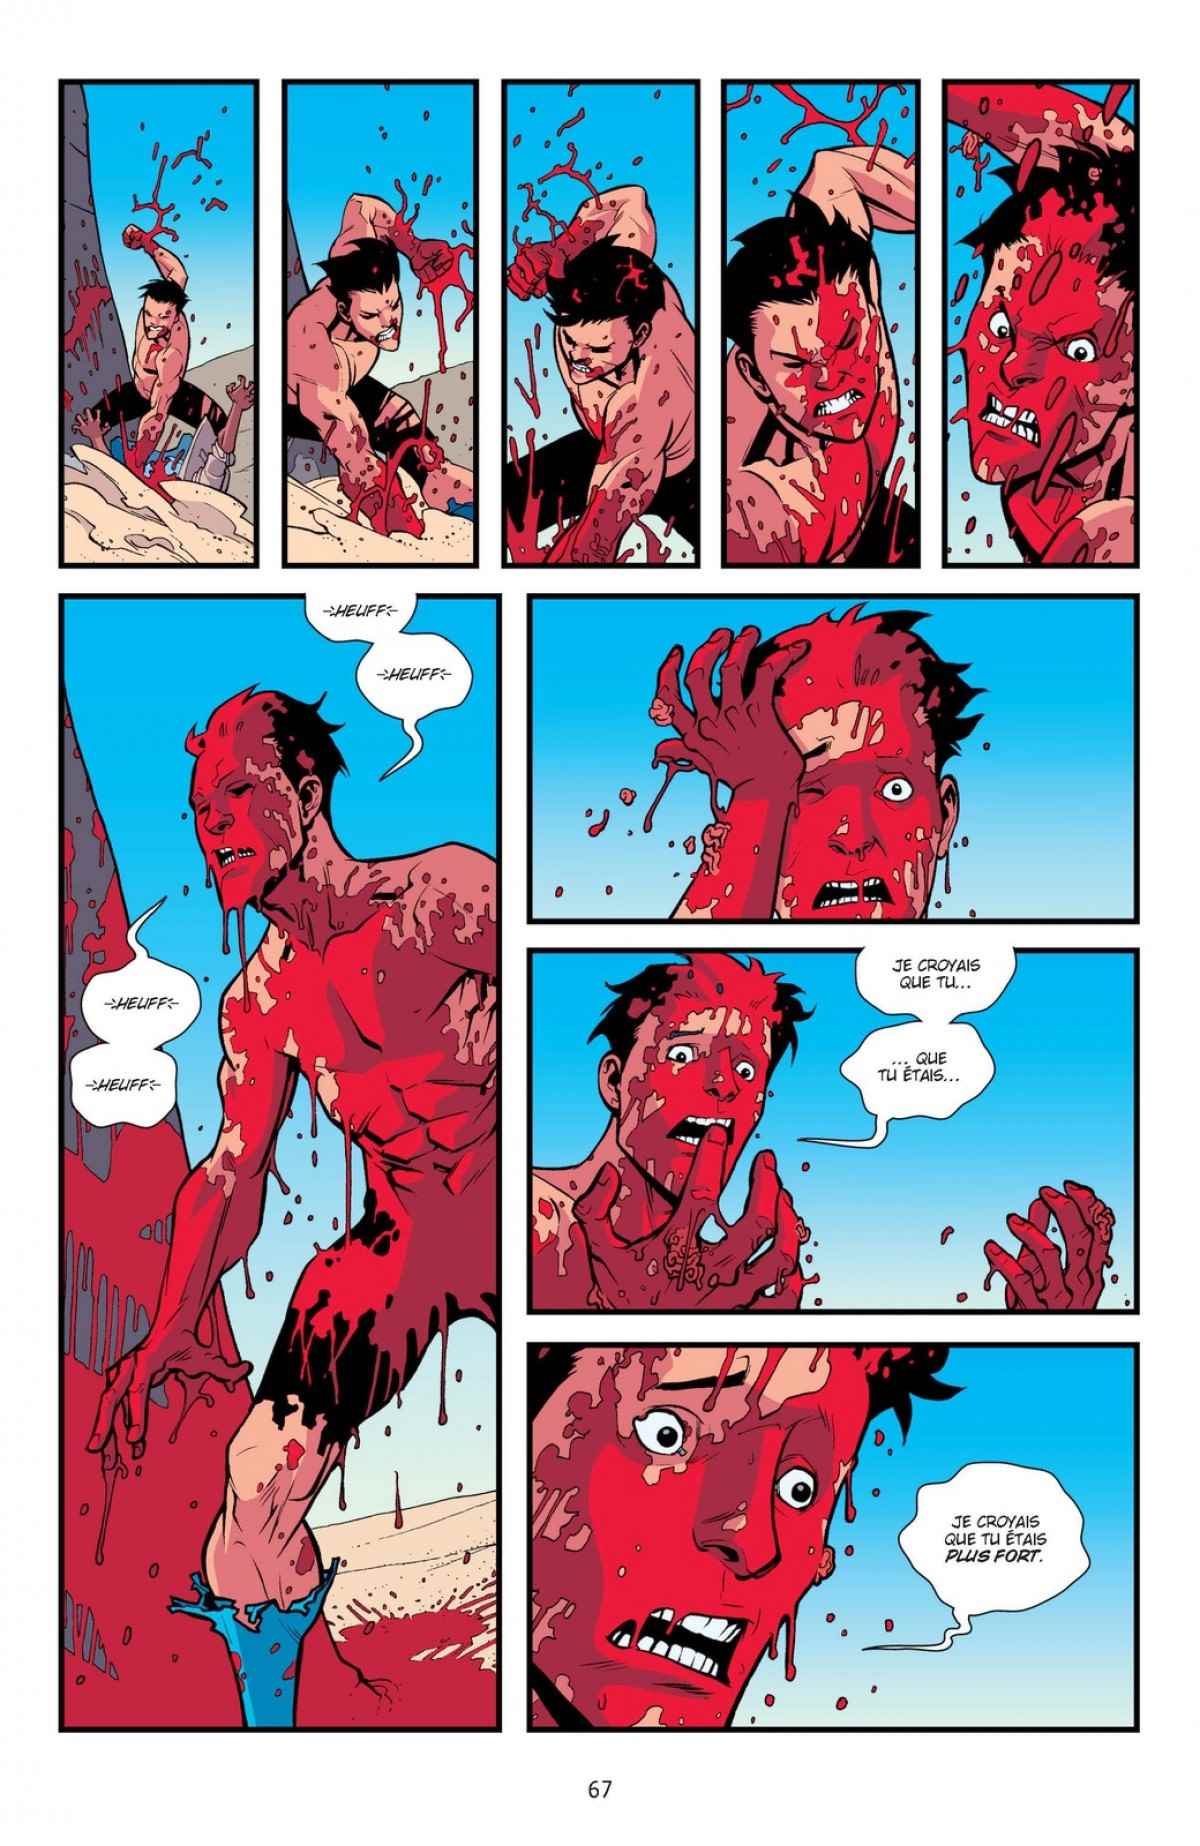 HEUFF
HEUFF
HEUFF
HEUFF
JE CROYAIS
QUE TU...
... QUE
TU ÉTAIS...
JE CROYAIS
QUE TU ÉTAIS
PLUS FORT.
67